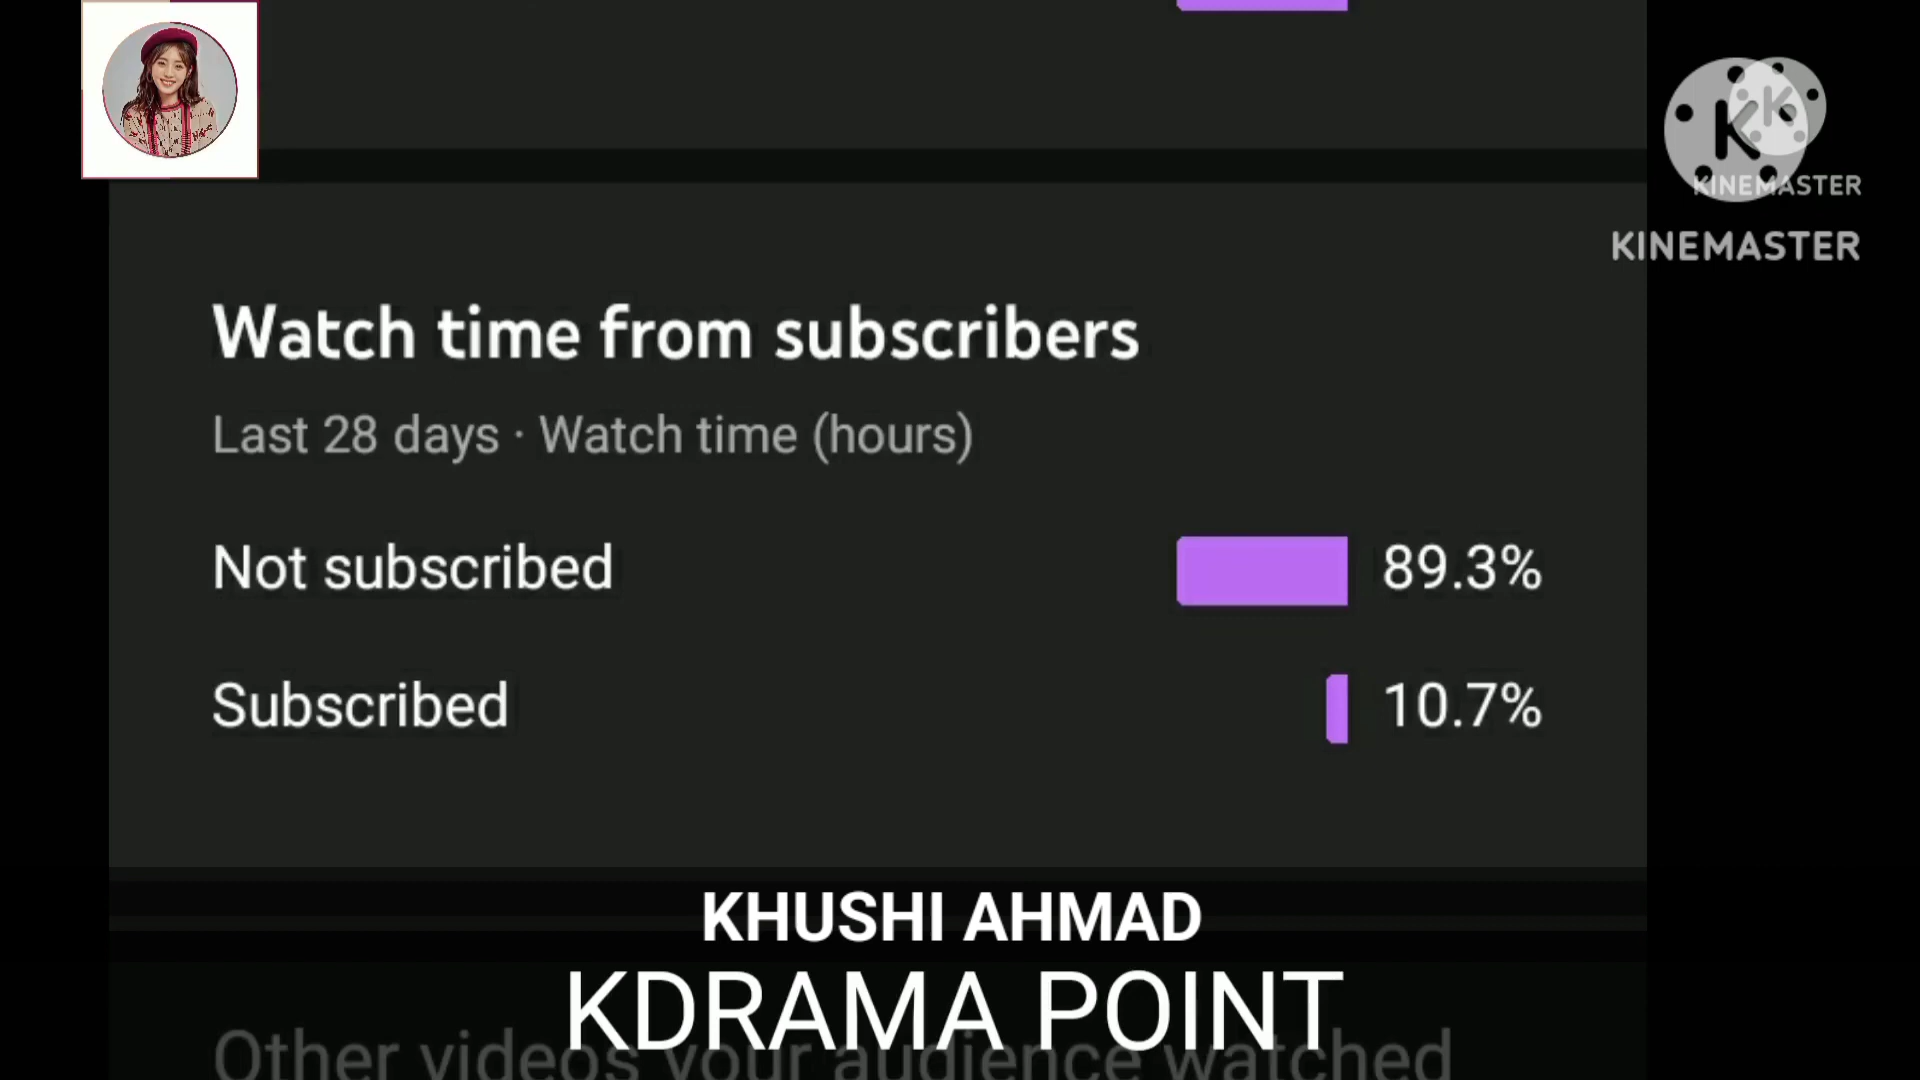 K
K
KINEMASTER
KINEMASTER
Watch time from subscribers
Last 28 days · Watch time (hours)
Not subscribed 89.3%
Subscribed 10.7%
KHUSHI AHMAD
KDRAMA POINT
Other videos your audience watched